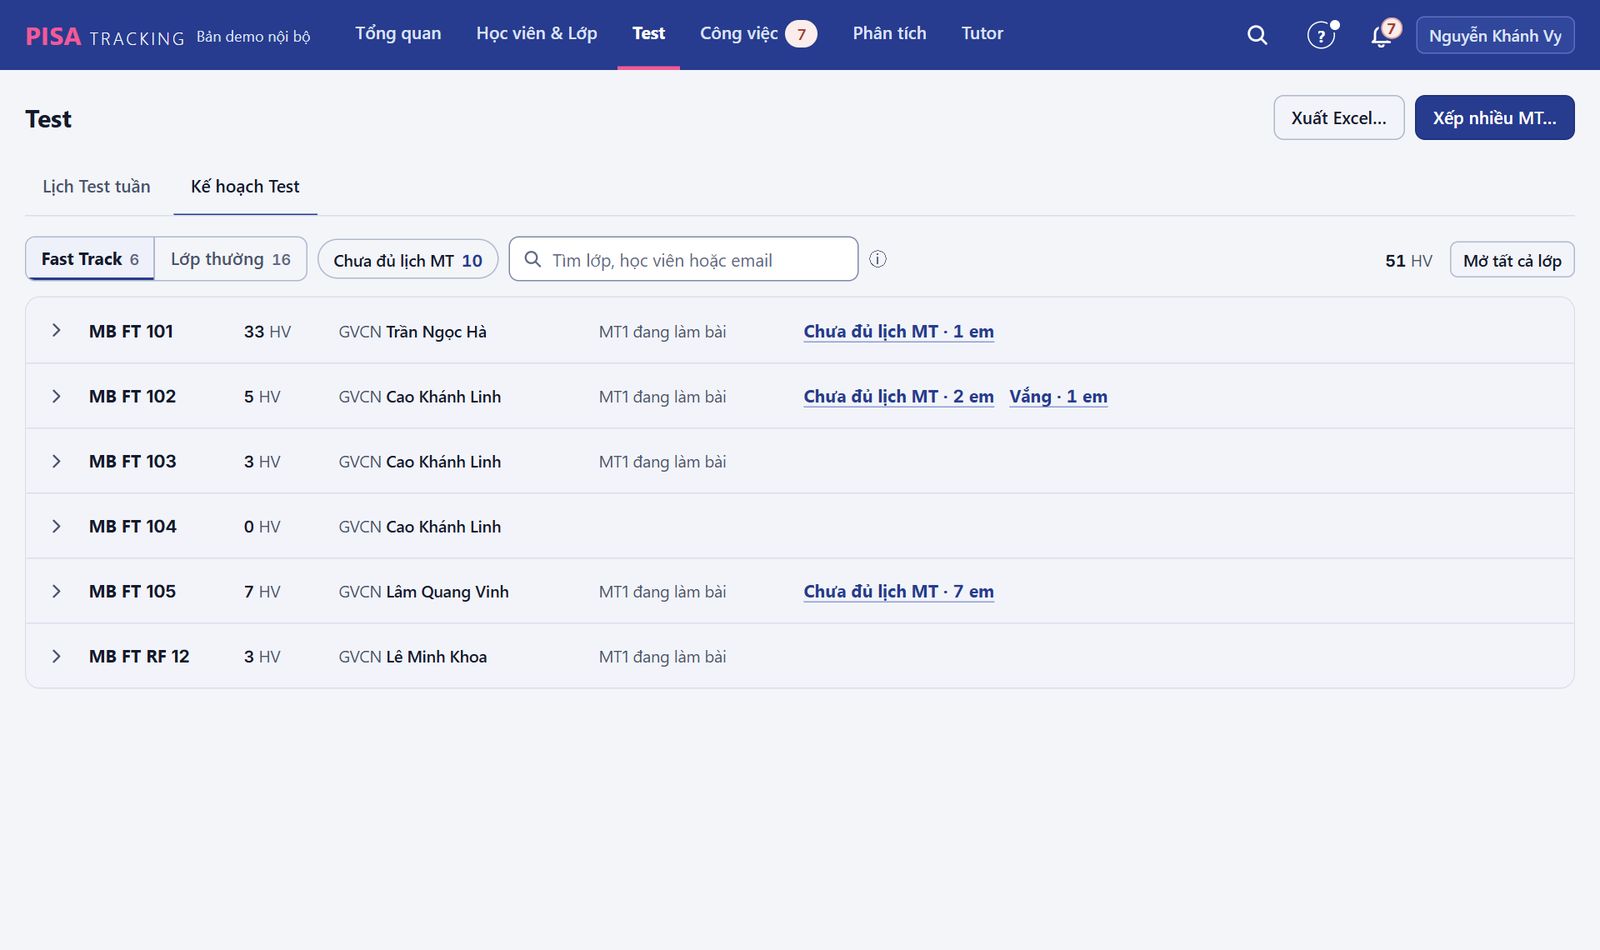 PISA TRACKING Bản demo nội bộ Tổng quan Học viên & Lớp Test Công việc 7 Phân tích Tutor ? 7 Nguyễn Khánh Vy
Test Xuất Excel... Xếp nhiều MT...
Lịch Test tuần Kế hoạch Test
Fast Track 6 Lớp thường 16 Chưa đủ lịch MT 10 Tìm lớp, học viên hoặc email 51 HV Mở tất cả lớp
MB FT 101 33 HV GVCN Trần Ngọc Hà MT1 đang làm bài Chưa đủ lịch MT · 1 em
MB FT 102 5 HV GVCN Cao Khánh Linh MT1 đang làm bài Chưa đủ lịch MT · 2 em Vắng · 1 em
MB FT 103 3 HV GVCN Cao Khánh Linh MT1 đang làm bài
MB FT 104 0 HV GVCN Cao Khánh Linh
MB FT 105 7 HV GVCN Lâm Quang Vinh MT1 đang làm bài Chưa đủ lịch MT · 7 em
MB FT RF 12 3 HV GVCN Lê Minh Khoa MT1 đang làm bài